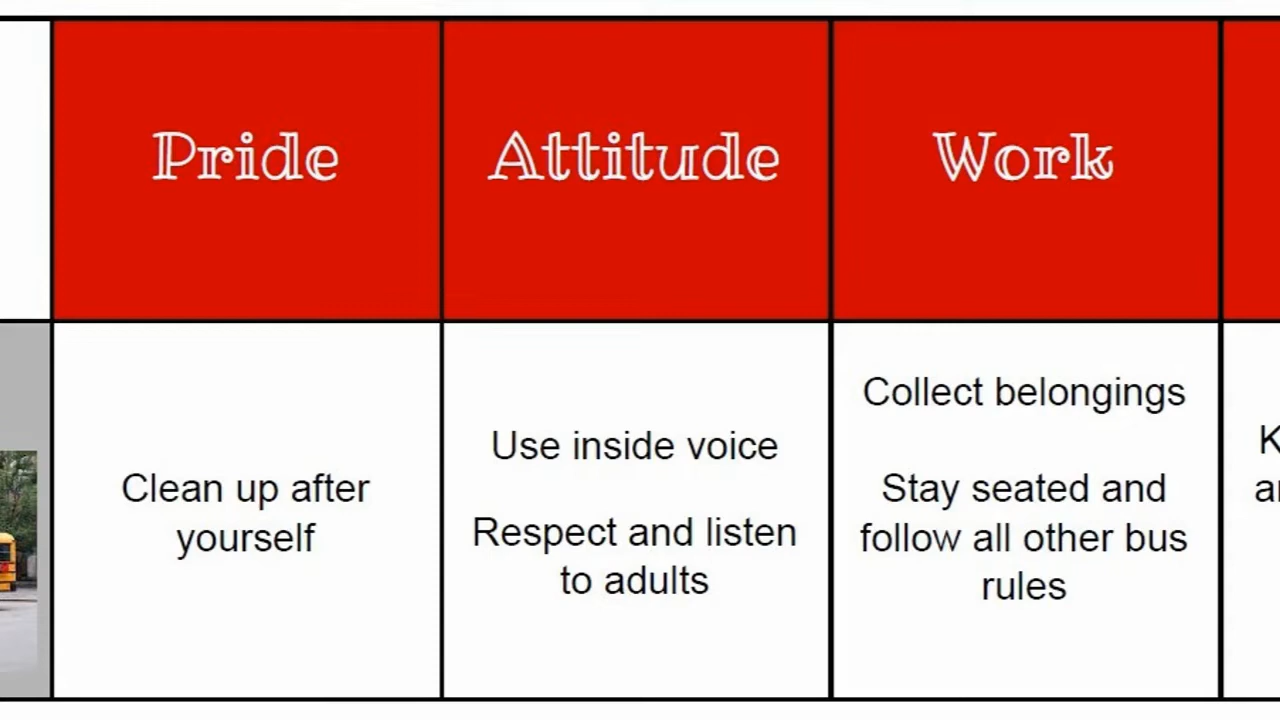 Pride
Attitude
Work
Clean up after
yourself
Use inside voice
Respect and listen
to adults
Collect belongings
Stay seated and
follow all other bus
rules